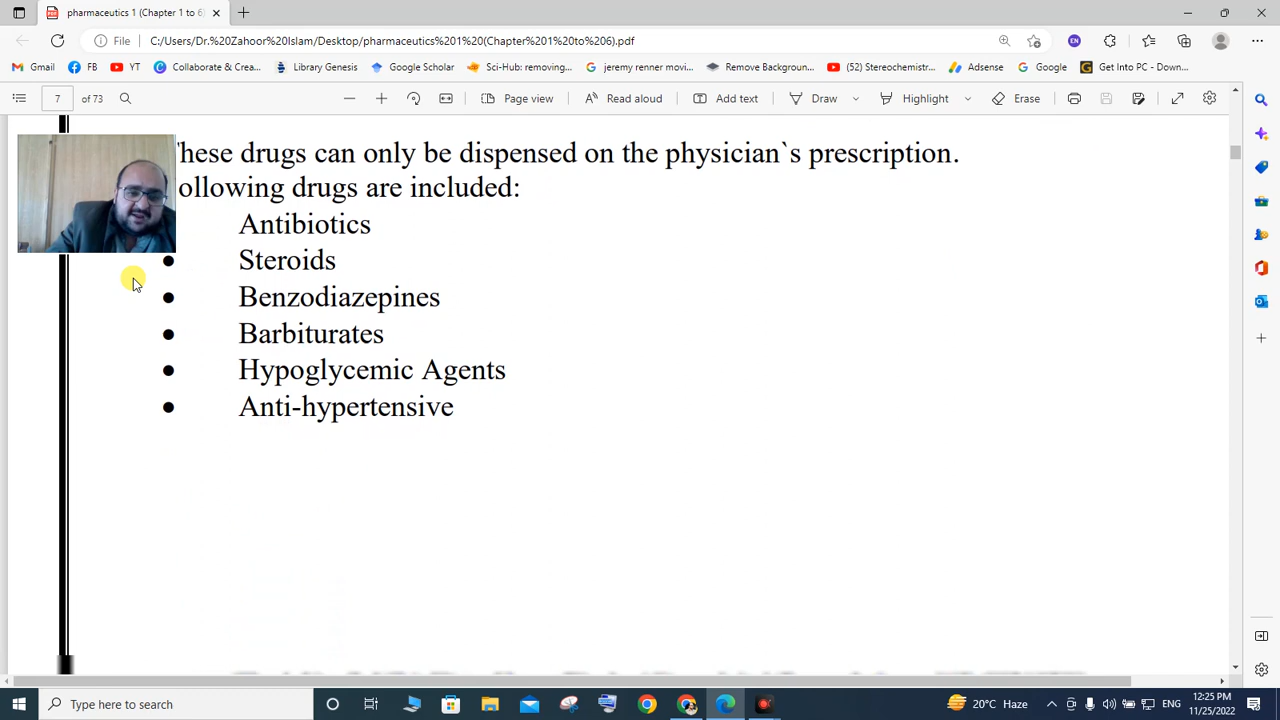 pharmaceutics 1 (Chapter 1 to 6)
File C:/Users/Dr.%20Zahoor%20Islam/Desktop/pharmaceutics%201%20(Chapter%201%20to%206).pdf
Gmail FB YT Collaborate & Crea... Library Genesis Google Scholar Sci-Hub: removing... jeremy renner movi... Remove Background... (52) Stereochemistr... Adsense Google Get Into PC - Down...
7 of 73 Page view Read aloud Add text Draw Highlight Erase
hese drugs can only be dispensed on the physician`s prescription.
ollowing drugs are included:
Antibiotics
• Steroids
• Benzodiazepines
• Barbiturates
• Hypoglycemic Agents
• Anti-hypertensive
Type here to search
20°C Haze
ENG
12:25 PM
11/25/2022